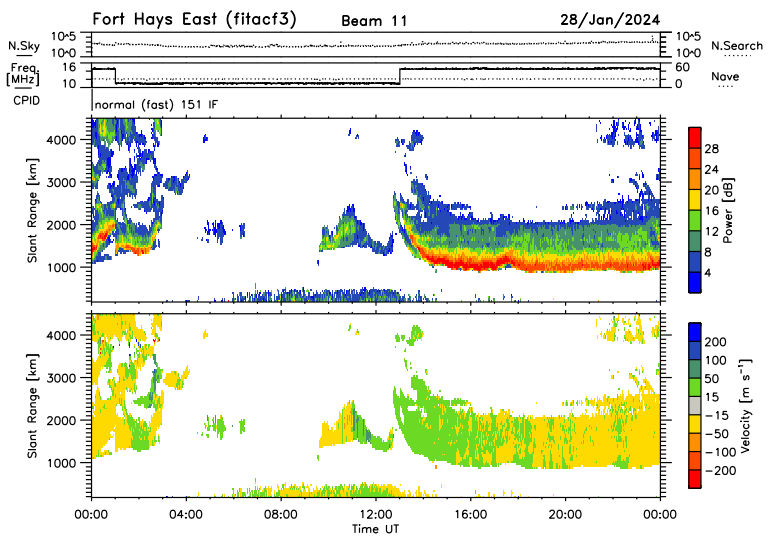 Fort Hays East (fitacf3) Beam 11 28/Jan/2024
N.Sky 10^5 10^0 10^5 10^0 N.Search
Freq. [MHz] 16 10 60 0 Nave
CPID normal (fast) 151 IF
Slant Range [km] 4000 3000 2000 1000
Power [dB] 28 24 20 16 12 8 4
Slant Range [km] 4000 3000 2000 1000
Velocity [m s⁻¹] 200 100 50 15 −15 −50 −100 −200
00:00 04:00 08:00 12:00 16:00 20:00 00:00
Time UT